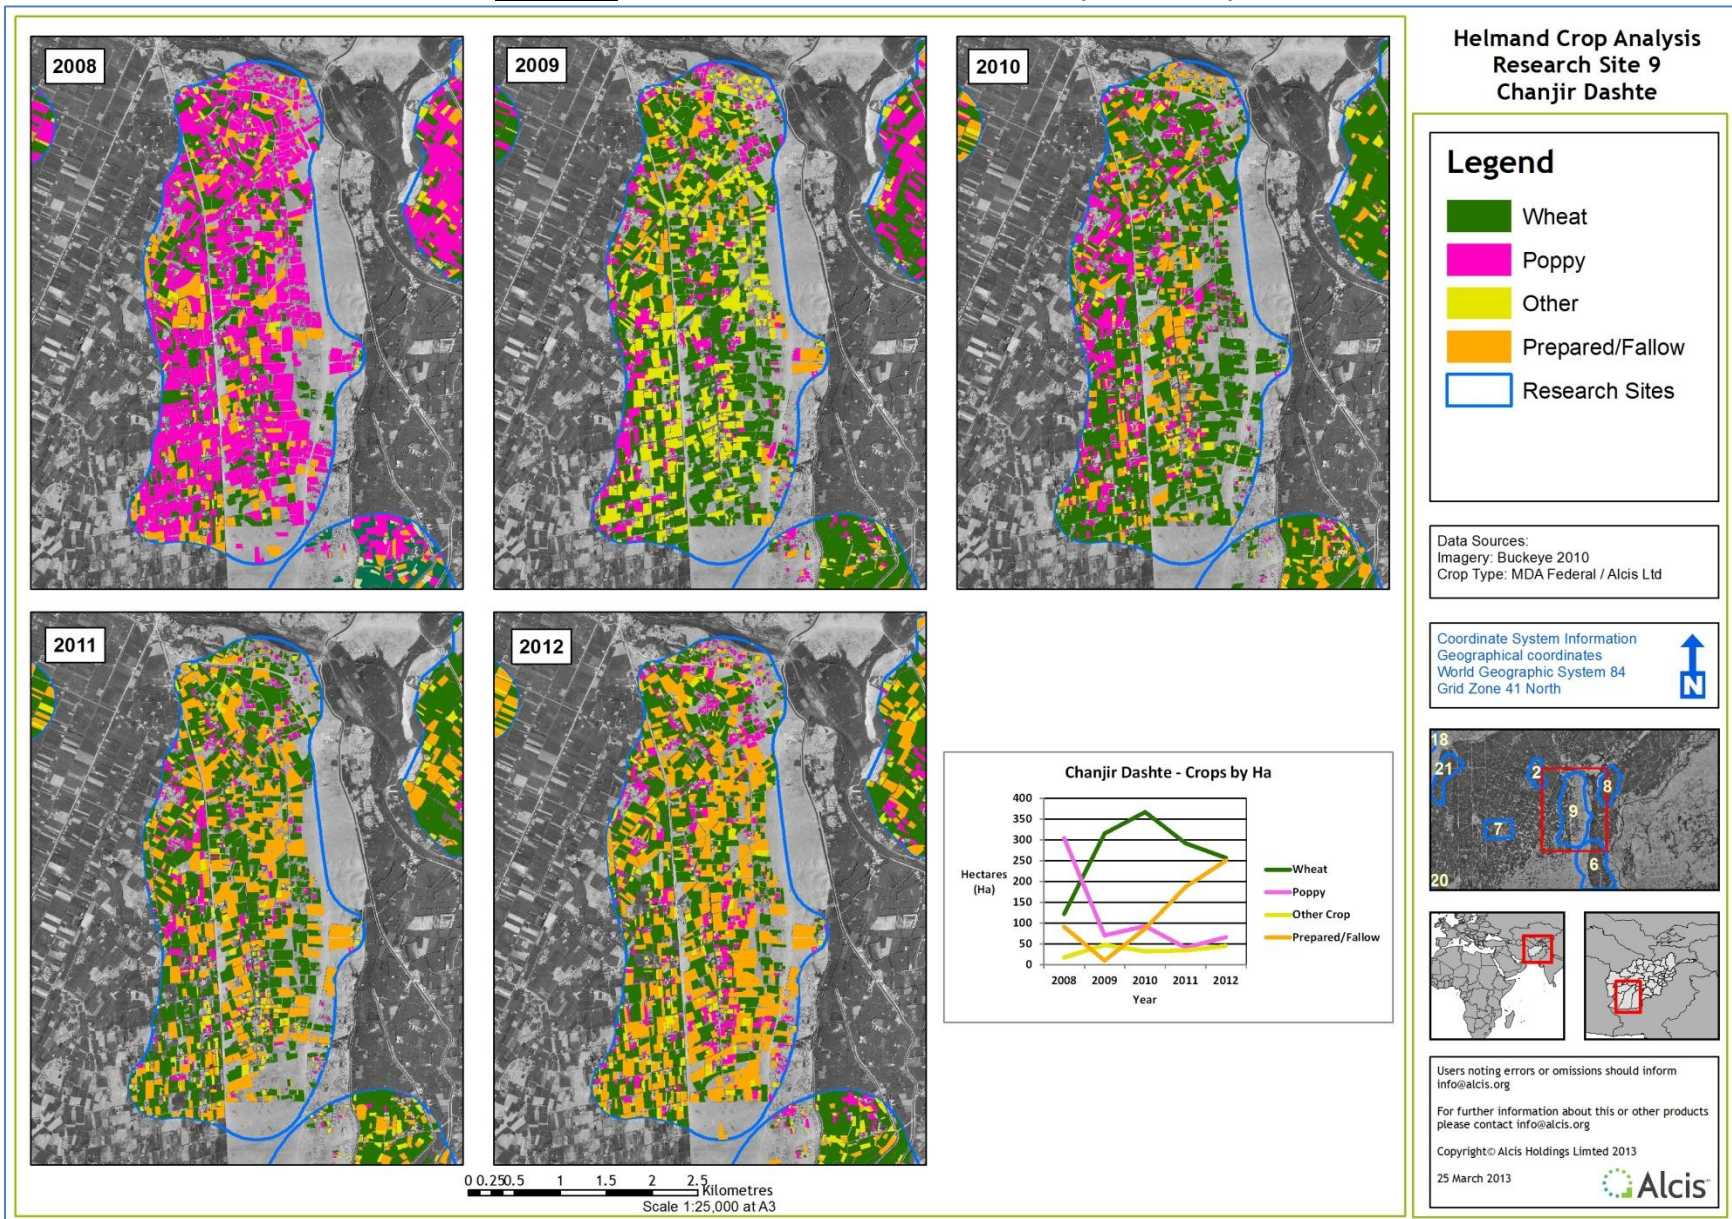 2008
2009
2010
2011
2012
Helmand Crop Analysis
Research Site 9
Chanjir Dashte
Legend
Wheat
Poppy
Other
Prepared/Fallow
Research Sites
Data Sources:
Imagery: Buckeye 2010
Crop Type: MDA Federal / Alcis Ltd
Coordinate System Information
Geographical coordinates
World Geographic System 84
Grid Zone 41 North
N
18
21
2
8
9
7
6
20
Chanjir Dashte - Crops by Ha
400
350
300
250
200
150
100
50
0
Hectares
(Ha)
2008 2009 2010 2011 2012
Year
Wheat
Poppy
Other Crop
Prepared/Fallow
0 0.250.5 1 1.5 2 2.5
Kilometres
Scale 1:25,000 at A3
Users noting errors or omissions should inform
info@alcis.org
For further information about this or other products
please contact info@alcis.org
Copyright© Alcis Holdings Limted 2013
25 March 2013
Alcis